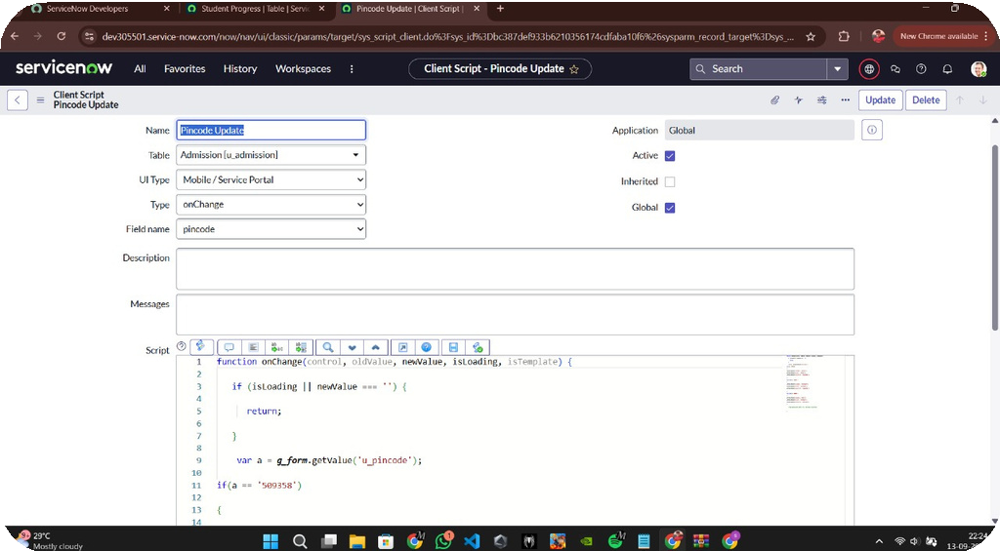 ServiceNow Developers
Student Progress | Table | Servic
Pincode Update | Client Script |
dev305501.service-now.com/now/nav/ui/classic/params/target/sys_script_client.do%3Fsys_id%3Dbc387def933b6210356174cdfaba10f6%26sysparm_record_target%3Dsys_...
New Chrome available
servicenow
All
Favorites
History
Workspaces
Client Script - Pincode Update
Search
Client Script
Pincode Update
Update
Delete
Name
Pincode Update
Application
Global
Table
Admission [u_admission]
Active
UI Type
Mobile / Service Portal
Inherited
Type
onChange
Global
Field name
pincode
Description
Messages
Script
1 function onChange(control, oldValue, newValue, isLoading, isTemplate) {
2
3 if (isLoading || newValue === '') {
4
5 return;
6
7 }
8
9 var a = g_form.getValue('u_pincode');
10
11 if(a == '509358')
12
13 {
14
29°C
Mostly cloudy
22:24